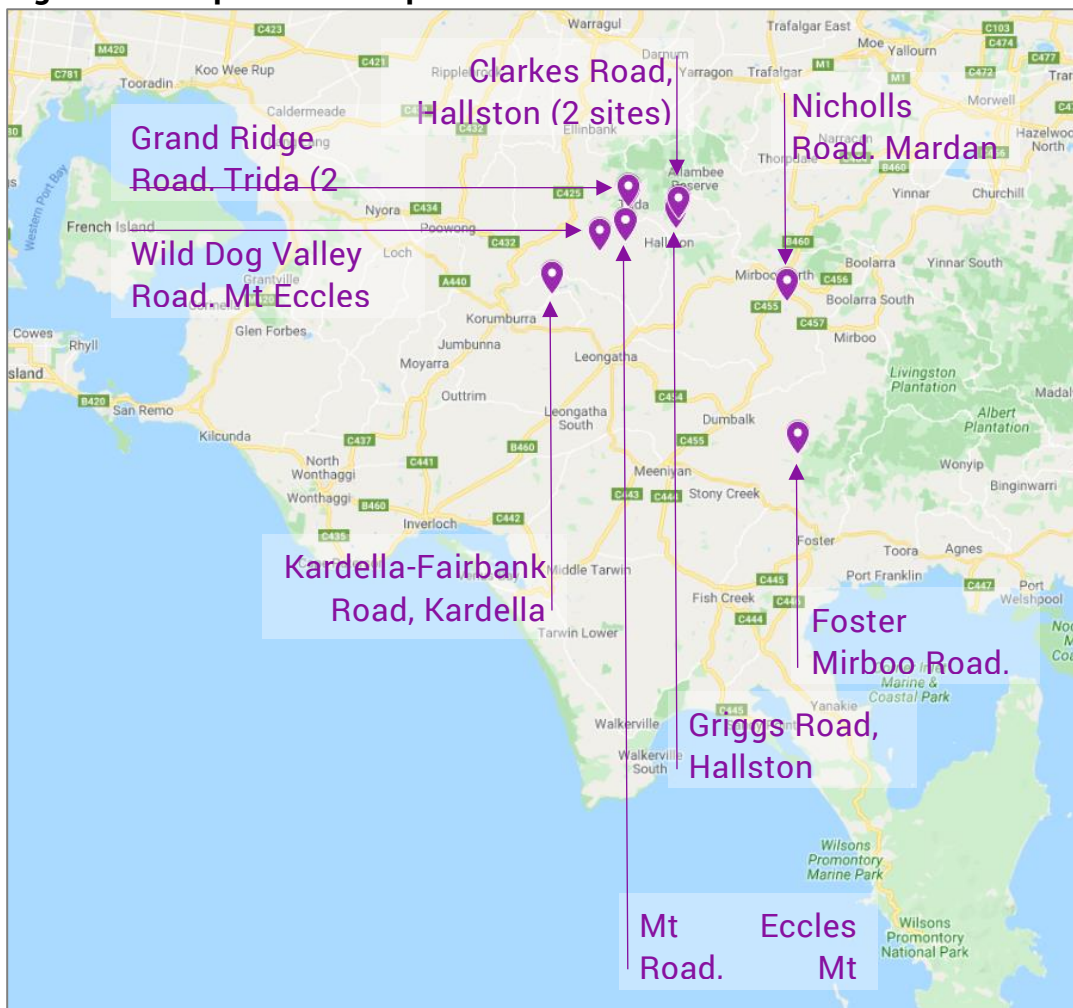 Warragul
Trafalgar East
C423
C103
M420
Moe
Yallourn
C474
C781
Koo Wee Rup
C421
Darnum
C477
Tooradin
Yarragon
Trafalgar
M1
C472
Clarkes Road,
Hallston (2 sites)
Nicholls
Road. Mardan
Morwell
Caldermeade
C432
Ellinbank
Narracan
Hazelwood
North
Grand Ridge
Road. Trida (2
Thorpdale
B460
Allambee
Reserve
C425
Yinnar
Churchill
Western Port Bay
Nyora
C434
French Island
Poowong
Loch
C432
Hallston
B460
Wild Dog Valley
Road. Mt Eccles
Boolarra
Yinnar South
Grantville
A440
C456
C455
Boolarra South
Korumburra
Glen Forbes
C457
Cowes
Rhyll
Jumbunna
Mirboo
Leongatha
Moyarra
Livingston
Plantation
Outtrim
C454
B420
San Remo
Leongatha
South
Dumbalk
Albert
Plantation
Kilcunda
C437
B460
C455
North
Wonthaggi
C441
Meeniyan
Wonyip
Wonthaggi
Binginwarri
B460
C443
C444
Stony Creek
C435
Inverloch
C442
Foster
Toora
Agnes
Kardella-Fairbank
Road, Kardella
Middle Tarwin
C445
Port Franklin
C447
Port
Welshpool
Fish Creek
C444
Foster
Mirboo Road.
Tarwin Lower
Marine &
Coastal Park
C445
Yanakie
Walkerville
Griggs Road,
Hallston
Walkerville
South
Wilsons
Promontory
Marine Park
Mt Eccles
Road. Mt
Wilsons
Promontory
National Park